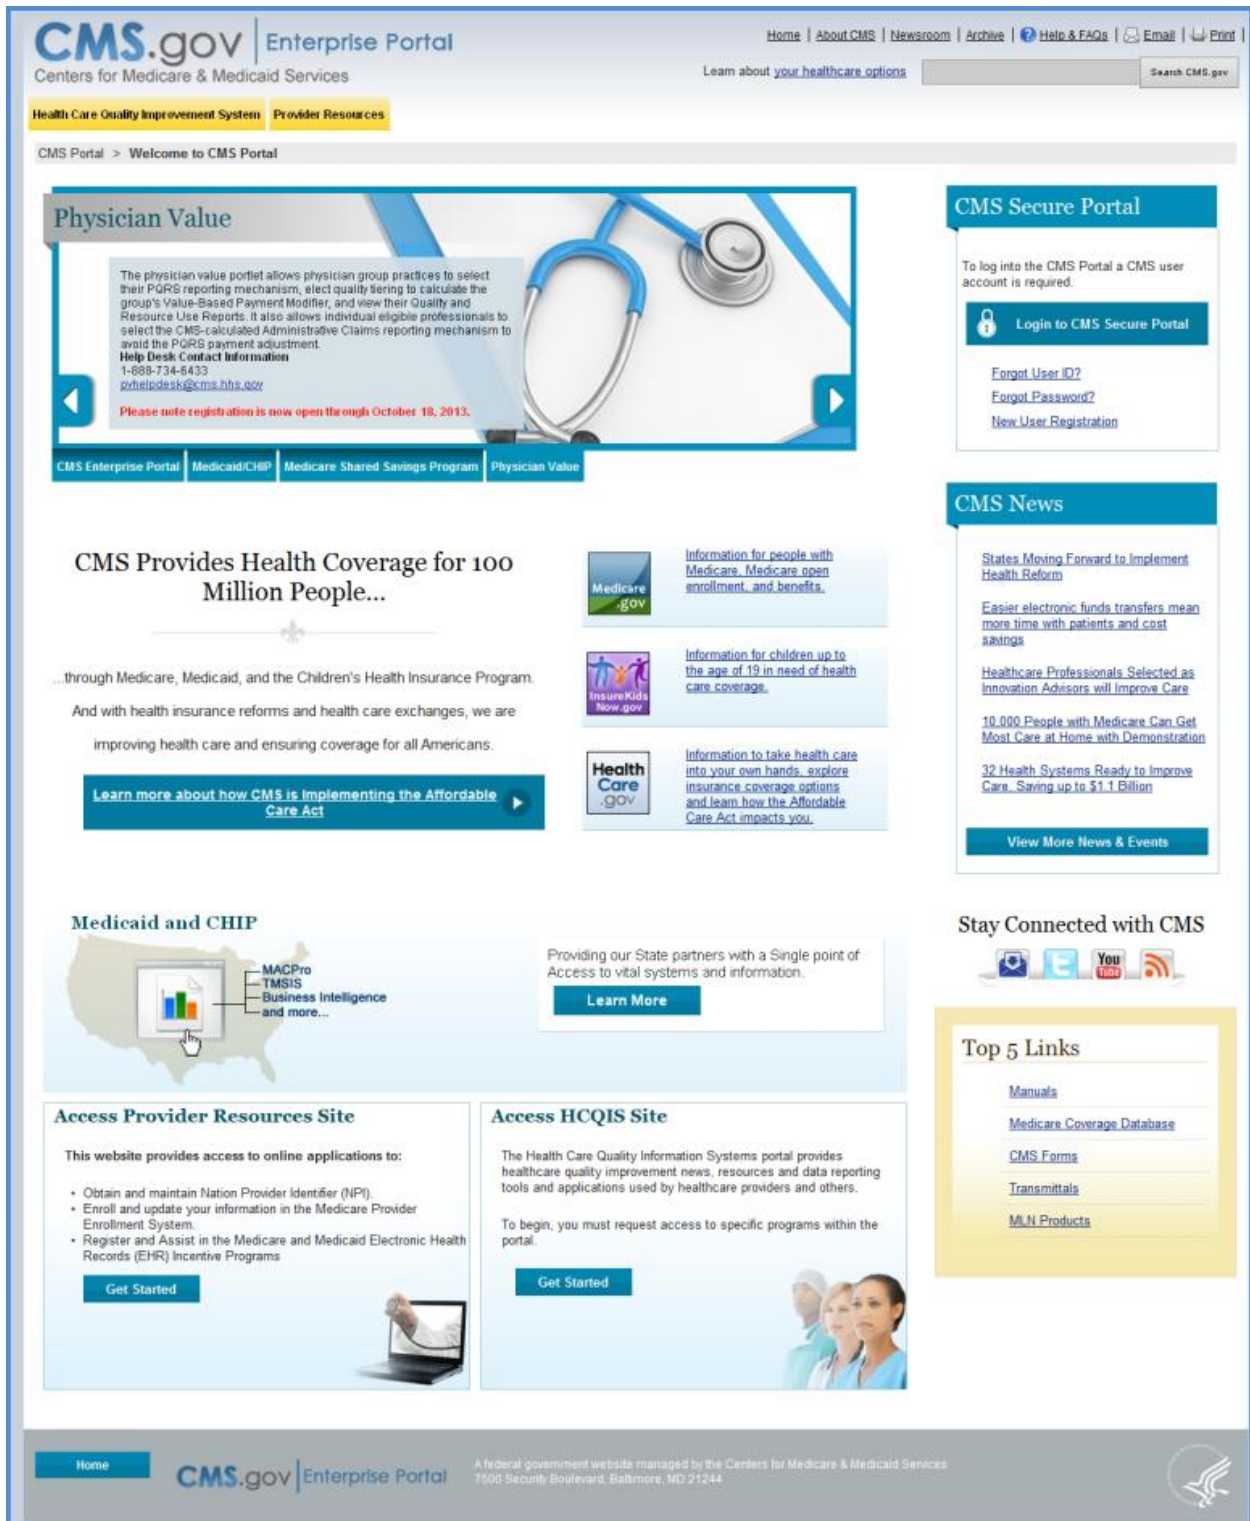 CMS.gov Enterprise Portal
Centers for Medicare & Medicaid Services
Home | About CMS | Newsroom | Archive | Help & FAQs | Email | Print |
Learn about your healthcare options
Search CMS.gov
Health Care Quality Improvement System
Provider Resources
CMS Portal > Welcome to CMS Portal
Physician Value
The physician value portlet allows physician group practices to select
their PQRS reporting mechanism, elect quality tiering to calculate the
group's Value-Based Payment Modifier, and view their Quality and
Resource Use Reports. It also allows individual eligible professionals to
select the CMS-calculated Administrative Claims reporting mechanism to
avoid the PQRS payment adjustment.
Help Desk Contact Information
1-888-734-6433
pvhelpdesk@cms.hhs.gov
Please note registration is now open through October 18, 2013.
CMS Enterprise Portal
Medicaid/CHIP
Medicare Shared Savings Program
Physician Value
CMS Secure Portal
To log into the CMS Portal a CMS user
account is required.
Login to CMS Secure Portal
Forgot User ID?
Forgot Password?
New User Registration
CMS Provides Health Coverage for 100
Million People...
...through Medicare, Medicaid, and the Children's Health Insurance Program.
And with health insurance reforms and health care exchanges, we are
improving health care and ensuring coverage for all Americans.
Learn more about how CMS is Implementing the Affordable
Care Act
Medicare
.gov
Information for people with
Medicare, Medicare open
enrollment, and benefits.
InsureKids
Now.gov
Information for children up to
the age of 19 in need of health
care coverage.
Health
Care
.gov
Information to take health care
into your own hands, explore
insurance coverage options
and learn how the Affordable
Care Act impacts you.
CMS News
States Moving Forward to Implement
Health Reform
Easier electronic funds transfers mean
more time with patients and cost
savings
Healthcare Professionals Selected as
Innovation Advisors will Improve Care
10,000 People with Medicare Can Get
Most Care at Home with Demonstration
32 Health Systems Ready to Improve
Care, Saving up to $1.1 Billion
View More News & Events
Medicaid and CHIP
MACPro
TMSIS
Business Intelligence
and more...
Providing our State partners with a Single point of
Access to vital systems and information.
Learn More
Stay Connected with CMS
You
Tube
Top 5 Links
Manuals
Medicare Coverage Database
CMS Forms
Transmittals
MLN Products
Access Provider Resources Site
This website provides access to online applications to:
• Obtain and maintain Nation Provider Identifier (NPI).
• Enroll and update your information in the Medicare Provider
Enrollment System.
• Register and Assist in the Medicare and Medicaid Electronic Health
Records (EHR) Incentive Programs
Get Started
Access HCQIS Site
The Health Care Quality Information Systems portal provides
healthcare quality improvement news, resources and data reporting
tools and applications used by healthcare providers and others.
To begin, you must request access to specific programs within the
portal.
Get Started
Home
CMS.gov Enterprise Portal
A federal government website managed by the Centers for Medicare & Medicaid Services
7500 Security Boulevard, Baltimore, MD 21244